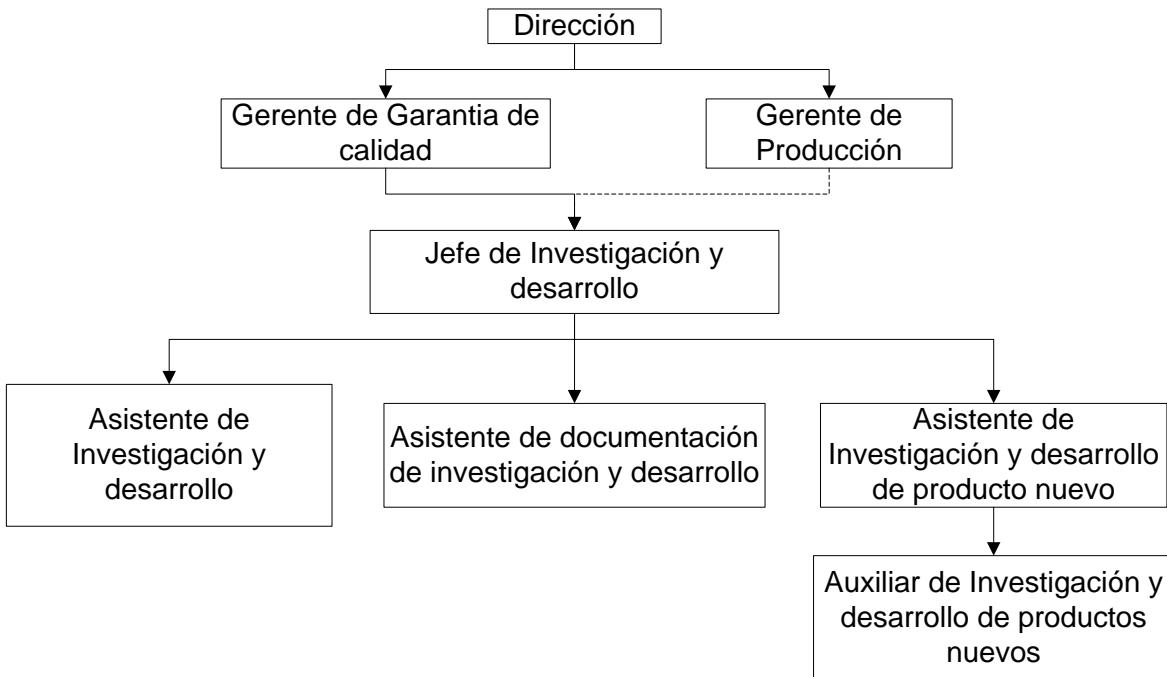 Dirección
Gerente de Garantia de
calidad
Gerente de
Producción
Jefe de Investigación y
desarrollo
Asistente de
Investigación y
desarrollo
Asistente de documentación
de investigación y desarrollo
Asistente de
Investigación y desarrollo
de producto nuevo
Auxiliar de Investigación y
desarrollo de productos
nuevos